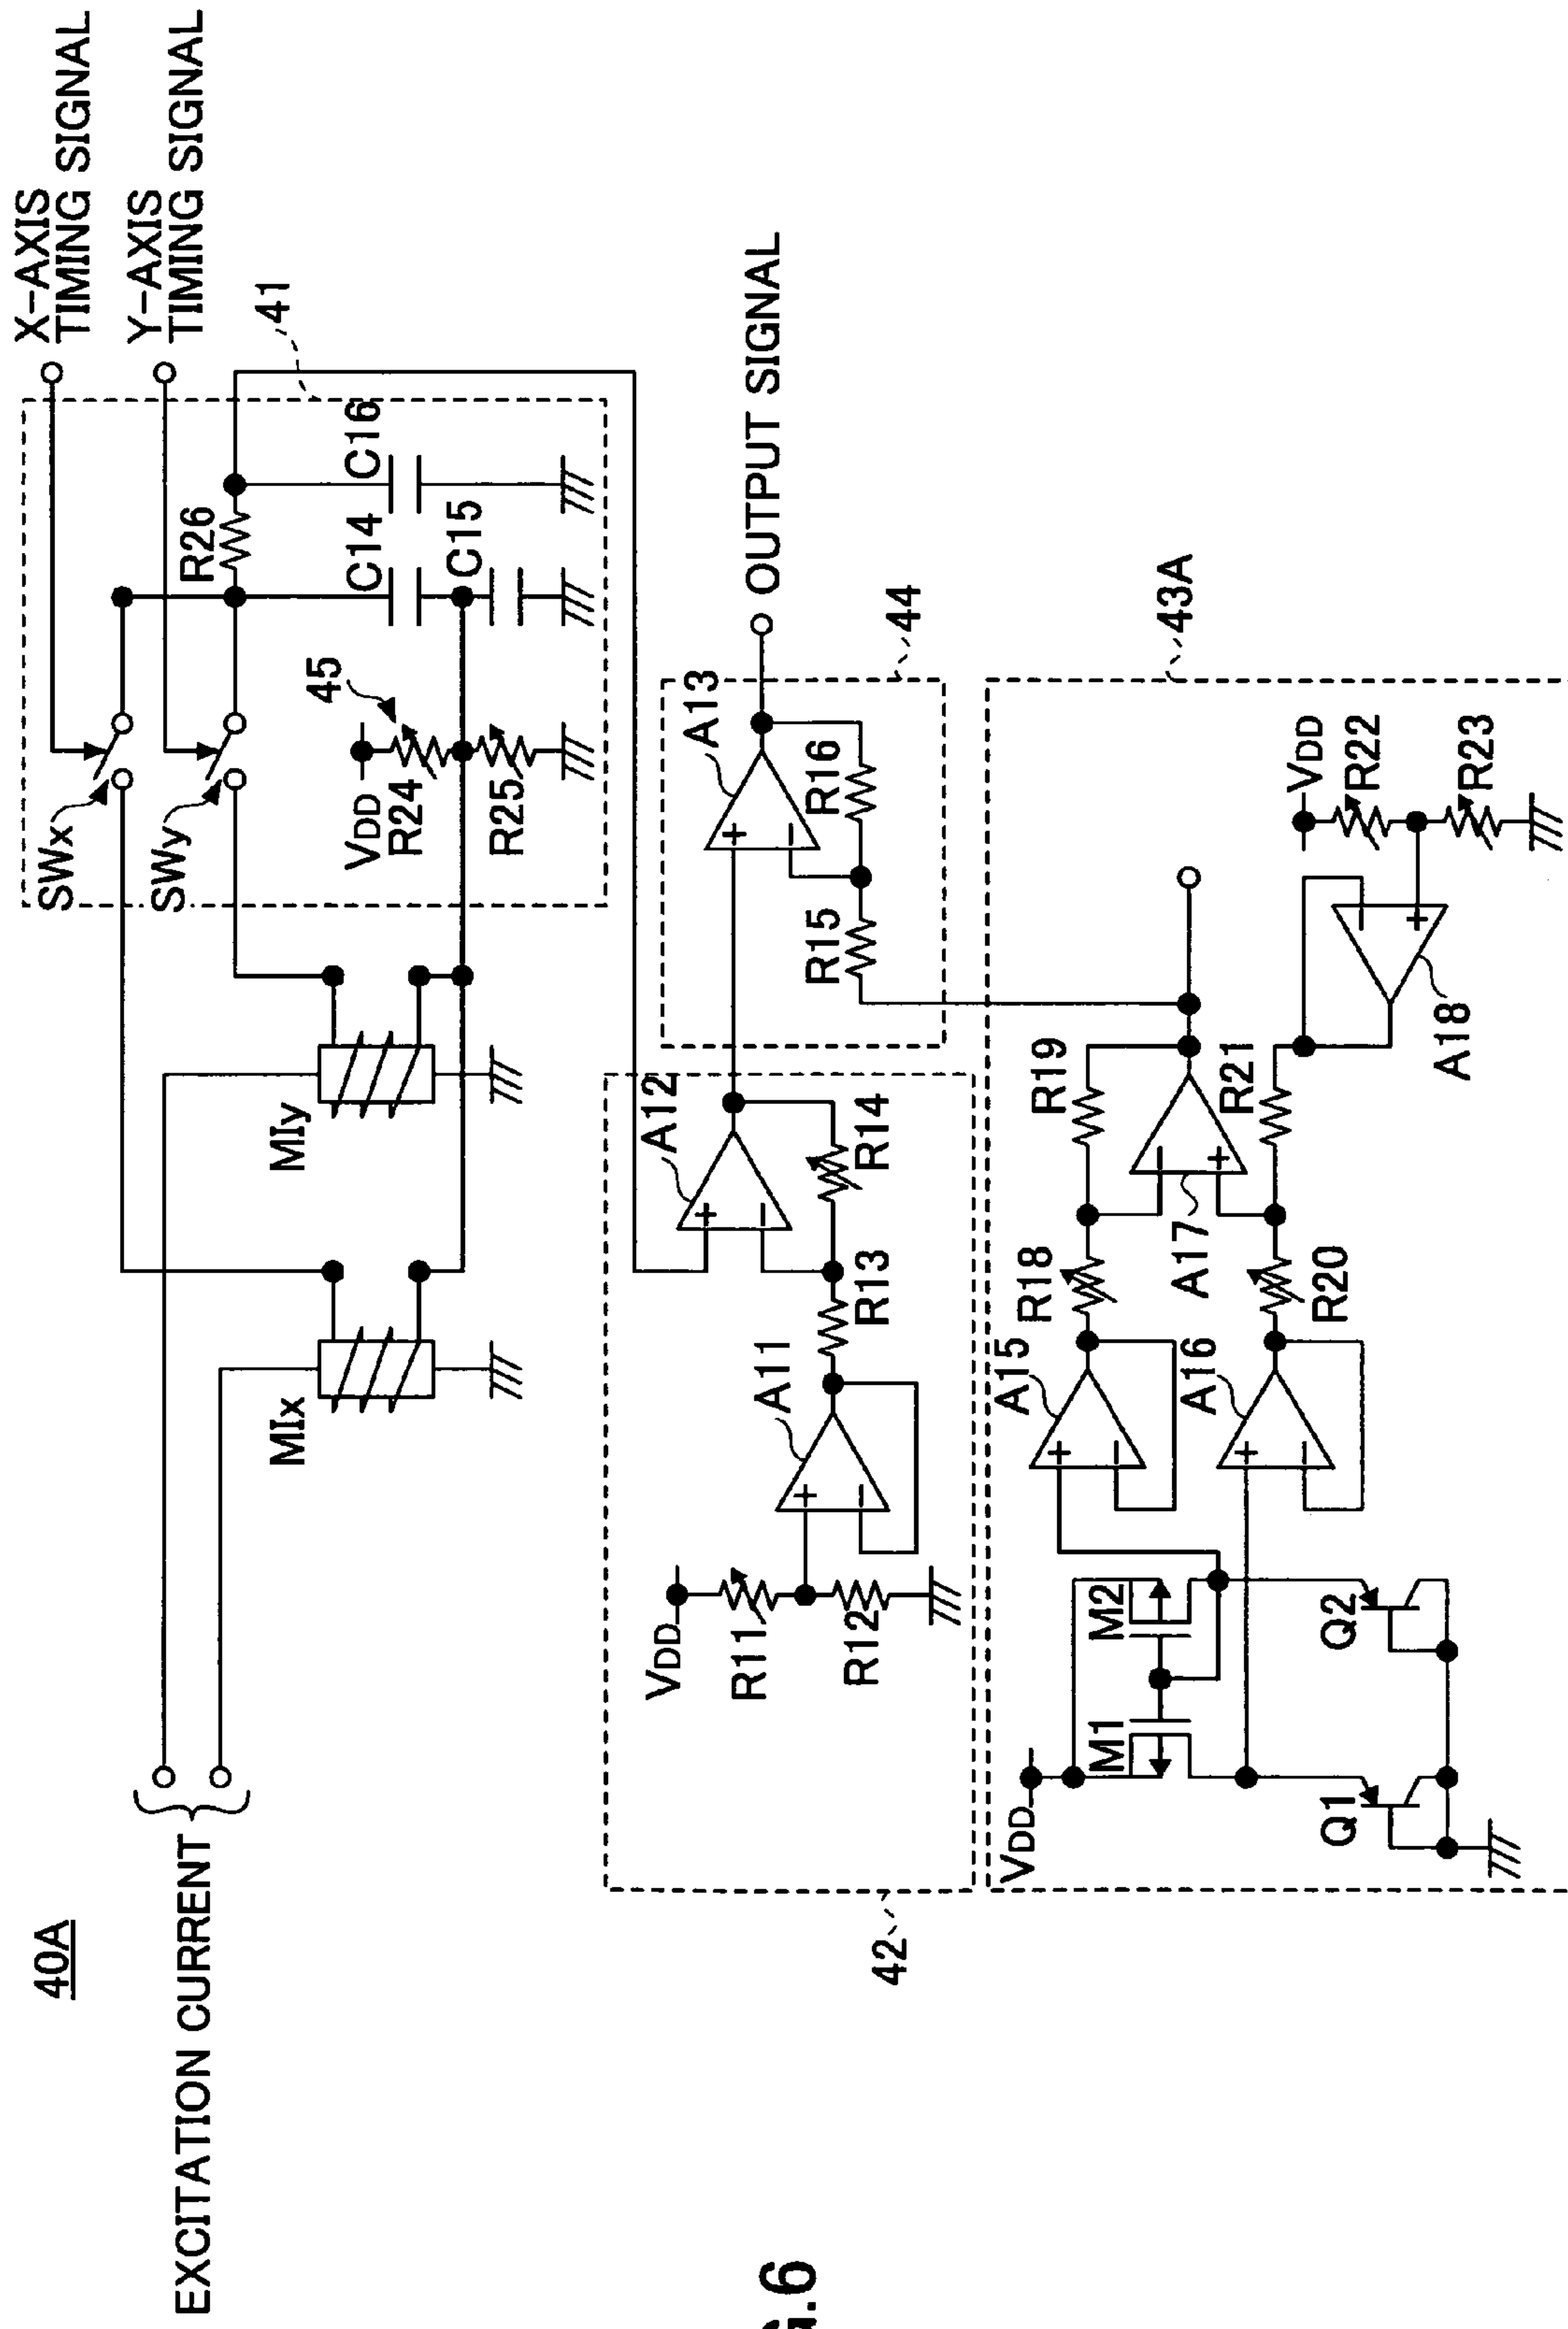 40A
EXCITATION CURRENT
X-AXIS
TIMING SIGNAL
Y-AXIS
TIMING SIGNAL
41
SWx
SWy
R26
C14
C16
C15
45
VDD
R24
R25
MIx
MIy
42
VDD
R11
R12
A11
R13
A12
R14
44
A13
R15
R16
OUTPUT SIGNAL
43A
VDD
M1
M2
Q1
Q2
A15
A16
R18
R20
A17
R19
R21
A18
VDD
R22
R23
G.6